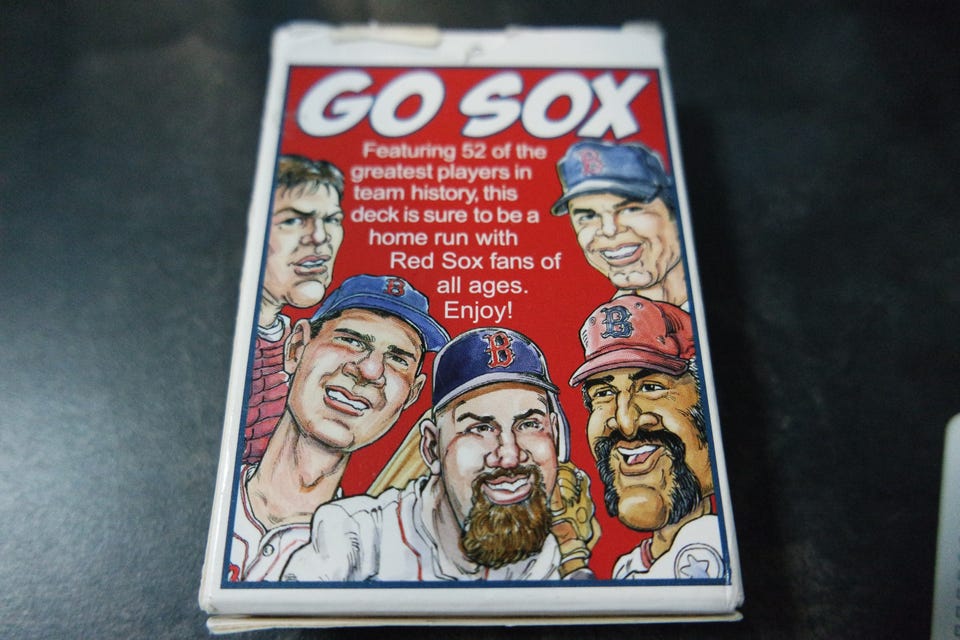 GO SOX
Featuring 52 of the
greatest players in
team history, this
deck is sure to be a
home run with
Red Sox fans of
all ages.
Enjoy!
B
B
B
B